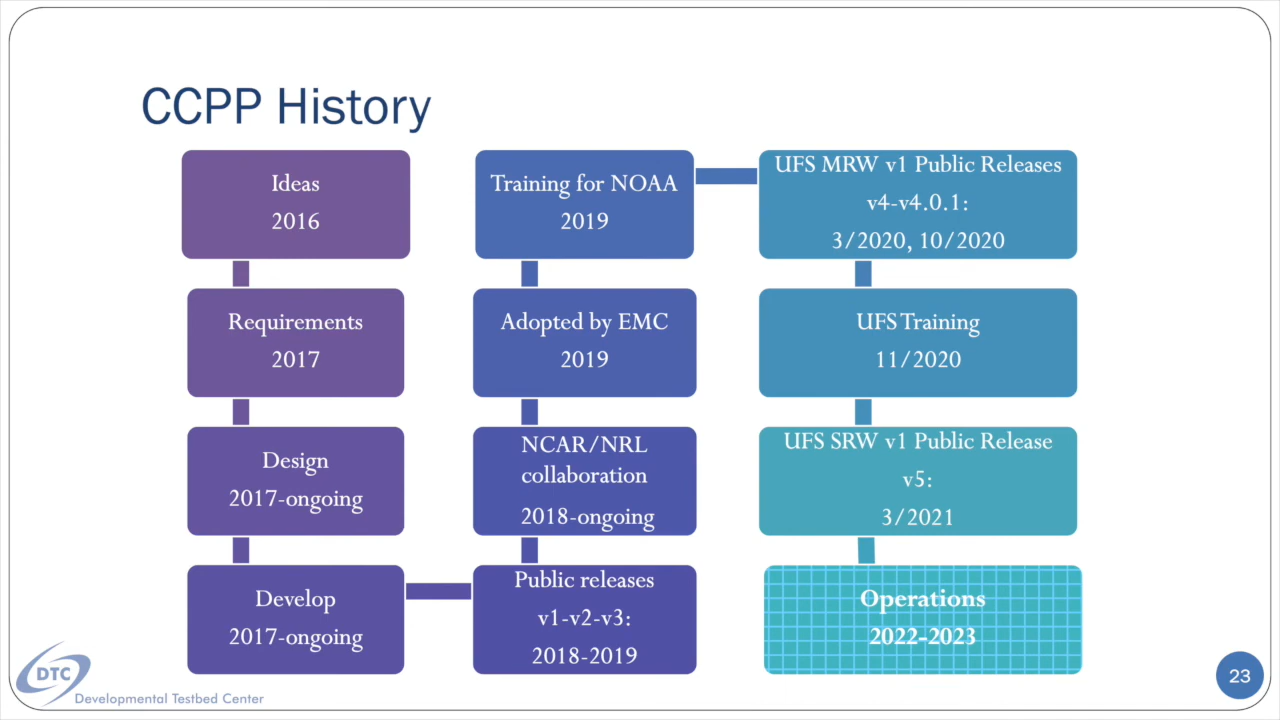 CCPP History
Ideas
2016
Requirements
2017
Design
2017-ongoing
Develop
2017-ongoing
Public releases
v1-v2-v3:
2018-2019
NCAR/NRL
collaboration
2018-ongoing
Adopted by EMC
2019
Training for NOAA
2019
UFS MRW v1 Public Releases
v4-v4.0.1:
3/2020, 10/2020
UFS Training
11/2020
UFS SRW v1 Public Release
v5:
3/2021
Operations
2022-2023
DTC
Developmental Testbed Center
23